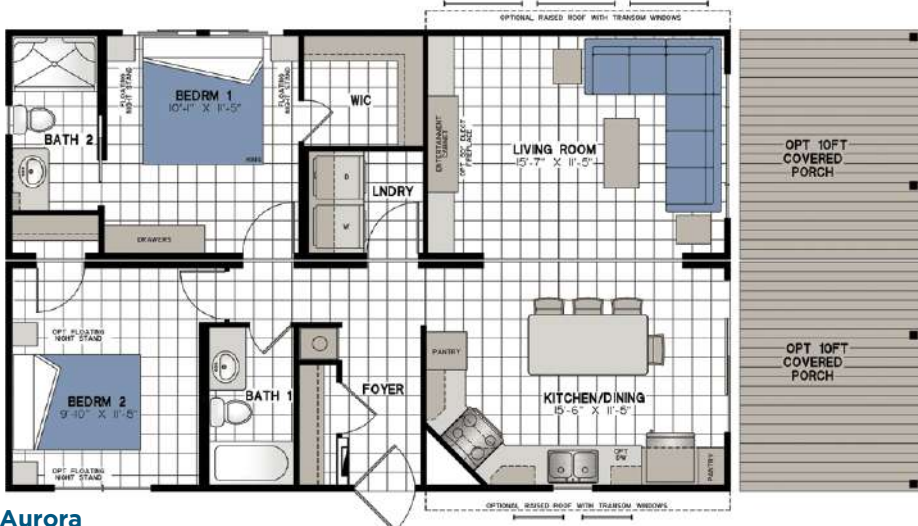 OPTIONAL RAISED ROOF WITH TRANSOM WINDOWS
FLOATING
NIGHT STAND
BEDRM 1
10'-1" X 11'-5"
FLOATING
NIGHT STAND
WIC
BATH 2
KING
DRAWERS
D
W
LNDRY
ENTERTAINMENT
CABINET
OPT 50" ELECT
FIREPLACE
LIVING ROOM
15'-7" X 11'-5"
OPT 10FT
COVERED
PORCH
OPT FLOATING
NIGHT STAND
BEDRM 2
9'-10" X 11'-5"
OPT FLOATING
NIGHT STAND
BATH 1
FOYER
PANTRY
KITCHEN/DINING
15'-6" X 11'-5"
OPT
DW
PANTRY
OPT 10FT
COVERED
PORCH
OPTIONAL RAISED ROOF WITH TRANSOM WINDOWS
Aurora